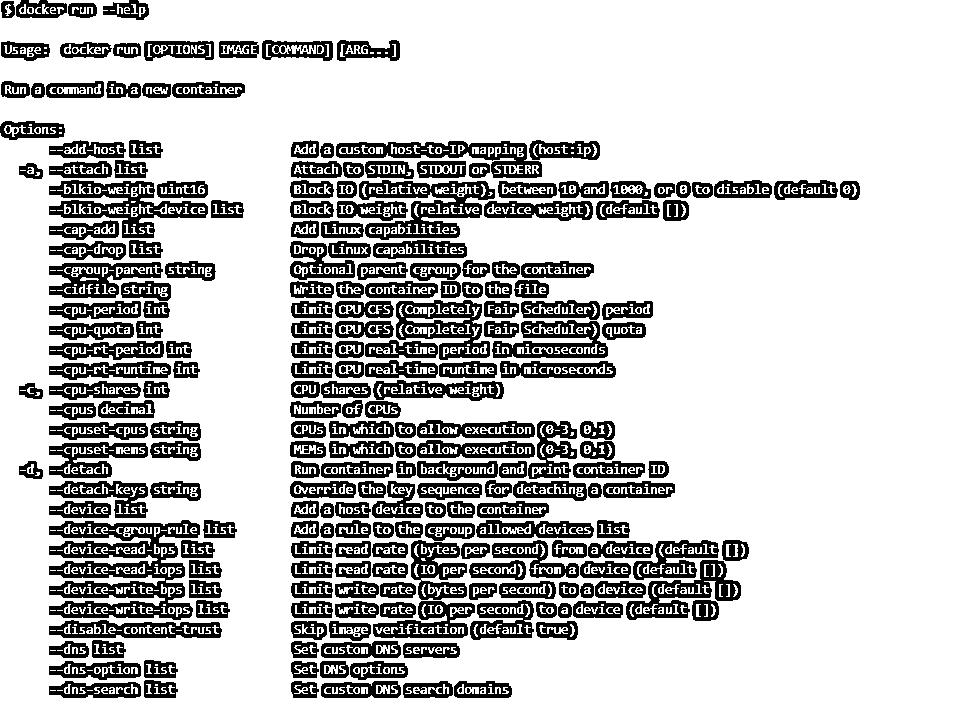 $ docker run --help
Usage:  docker run [OPTIONS] IMAGE [COMMAND] [ARG...]
Run a command in a new container
Options:
      --add-host list                  Add a custom host-to-IP mapping (host:ip)
  -a, --attach list                    Attach to STDIN, STDOUT or STDERR
      --blkio-weight uint16            Block IO (relative weight), between 10 and 1000, or 0 to disable (default 0)
      --blkio-weight-device list       Block IO weight (relative device weight) (default [])
      --cap-add list                   Add Linux capabilities
      --cap-drop list                  Drop Linux capabilities
      --cgroup-parent string           Optional parent cgroup for the container
      --cidfile string                 Write the container ID to the file
      --cpu-period int                 Limit CPU CFS (Completely Fair Scheduler) period
      --cpu-quota int                  Limit CPU CFS (Completely Fair Scheduler) quota
      --cpu-rt-period int              Limit CPU real-time period in microseconds
      --cpu-rt-runtime int             Limit CPU real-time runtime in microseconds
  -c, --cpu-shares int                 CPU shares (relative weight)
      --cpus decimal                   Number of CPUs
      --cpuset-cpus string             CPUs in which to allow execution (0-3, 0,1)
      --cpuset-mems string             MEMs in which to allow execution (0-3, 0,1)
  -d, --detach                         Run container in background and print container ID
      --detach-keys string             Override the key sequence for detaching a container
      --device list                    Add a host device to the container
      --device-cgroup-rule list        Add a rule to the cgroup allowed devices list
      --device-read-bps list           Limit read rate (bytes per second) from a device (default [])
      --device-read-iops list          Limit read rate (IO per second) from a device (default [])
      --device-write-bps list          Limit write rate (bytes per second) to a device (default [])
      --device-write-iops list         Limit write rate (IO per second) to a device (default [])
      --disable-content-trust          Skip image verification (default true)
      --dns list                       Set custom DNS servers
      --dns-option list                Set DNS options
      --dns-search list                Set custom DNS search domains